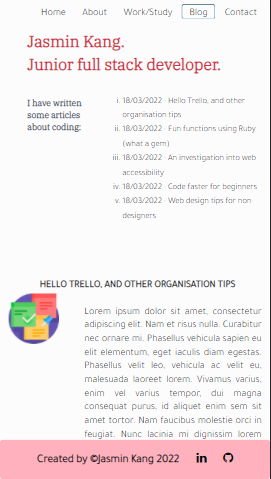 Home About Work/Study Blog Contact
Jasmin Kang.
Junior full stack developer.
I have written
some articles
about coding:
i. 18/03/2022 · Hello Trello, and other
organisation tips
ii. 18/03/2022 · Fun functions using Ruby
(what a gem)
iii. 18/03/2022 · An investigation into web
accessibility
iv. 18/03/2022 · Code faster for beginners
v. 18/03/2022 · Web design tips for non
designers
HELLO TRELLO, AND OTHER ORGANISATION TIPS
Lorem ipsum dolor sit amet, consectetur
adipiscing elit. Nam et risus nulla. Curabitur
nec ornare mi. Phasellus vehicula ac purus eu
elit elementum, eget iaculis diam egestas.
Phasellus velit leo, vehicula ac velit eu,
malesuada laoreet lorem. Vivamus varius,
enim vel varius tempor, dui magna
consequat purus, id aliquet enim sem sit
amet tortor. Nam faucibus molestie orci in
feugiat. Nunc lacinia mi dignissim lorem
Created by ©Jasmin Kang 2022